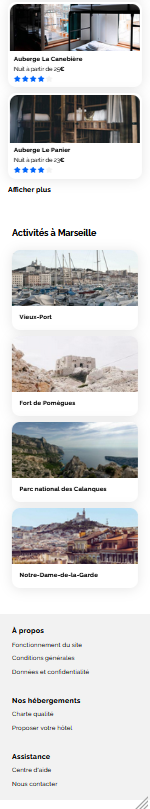 Auberge La Canebière
Nuit à partir de 25€
Auberge Le Panier
Nuit à partir de 23€
Afficher plus
Activités à Marseille
Vieux-Port
Fort de Pomègues
Parc national des Calanques
Notre-Dame-de-la-Garde
À propos
Fonctionnement du site
Conditions générales
Données et confidentialité
Nos hébergements
Charte qualité
Proposer votre hôtel
Assistance
Centre d'aide
Nous contacter